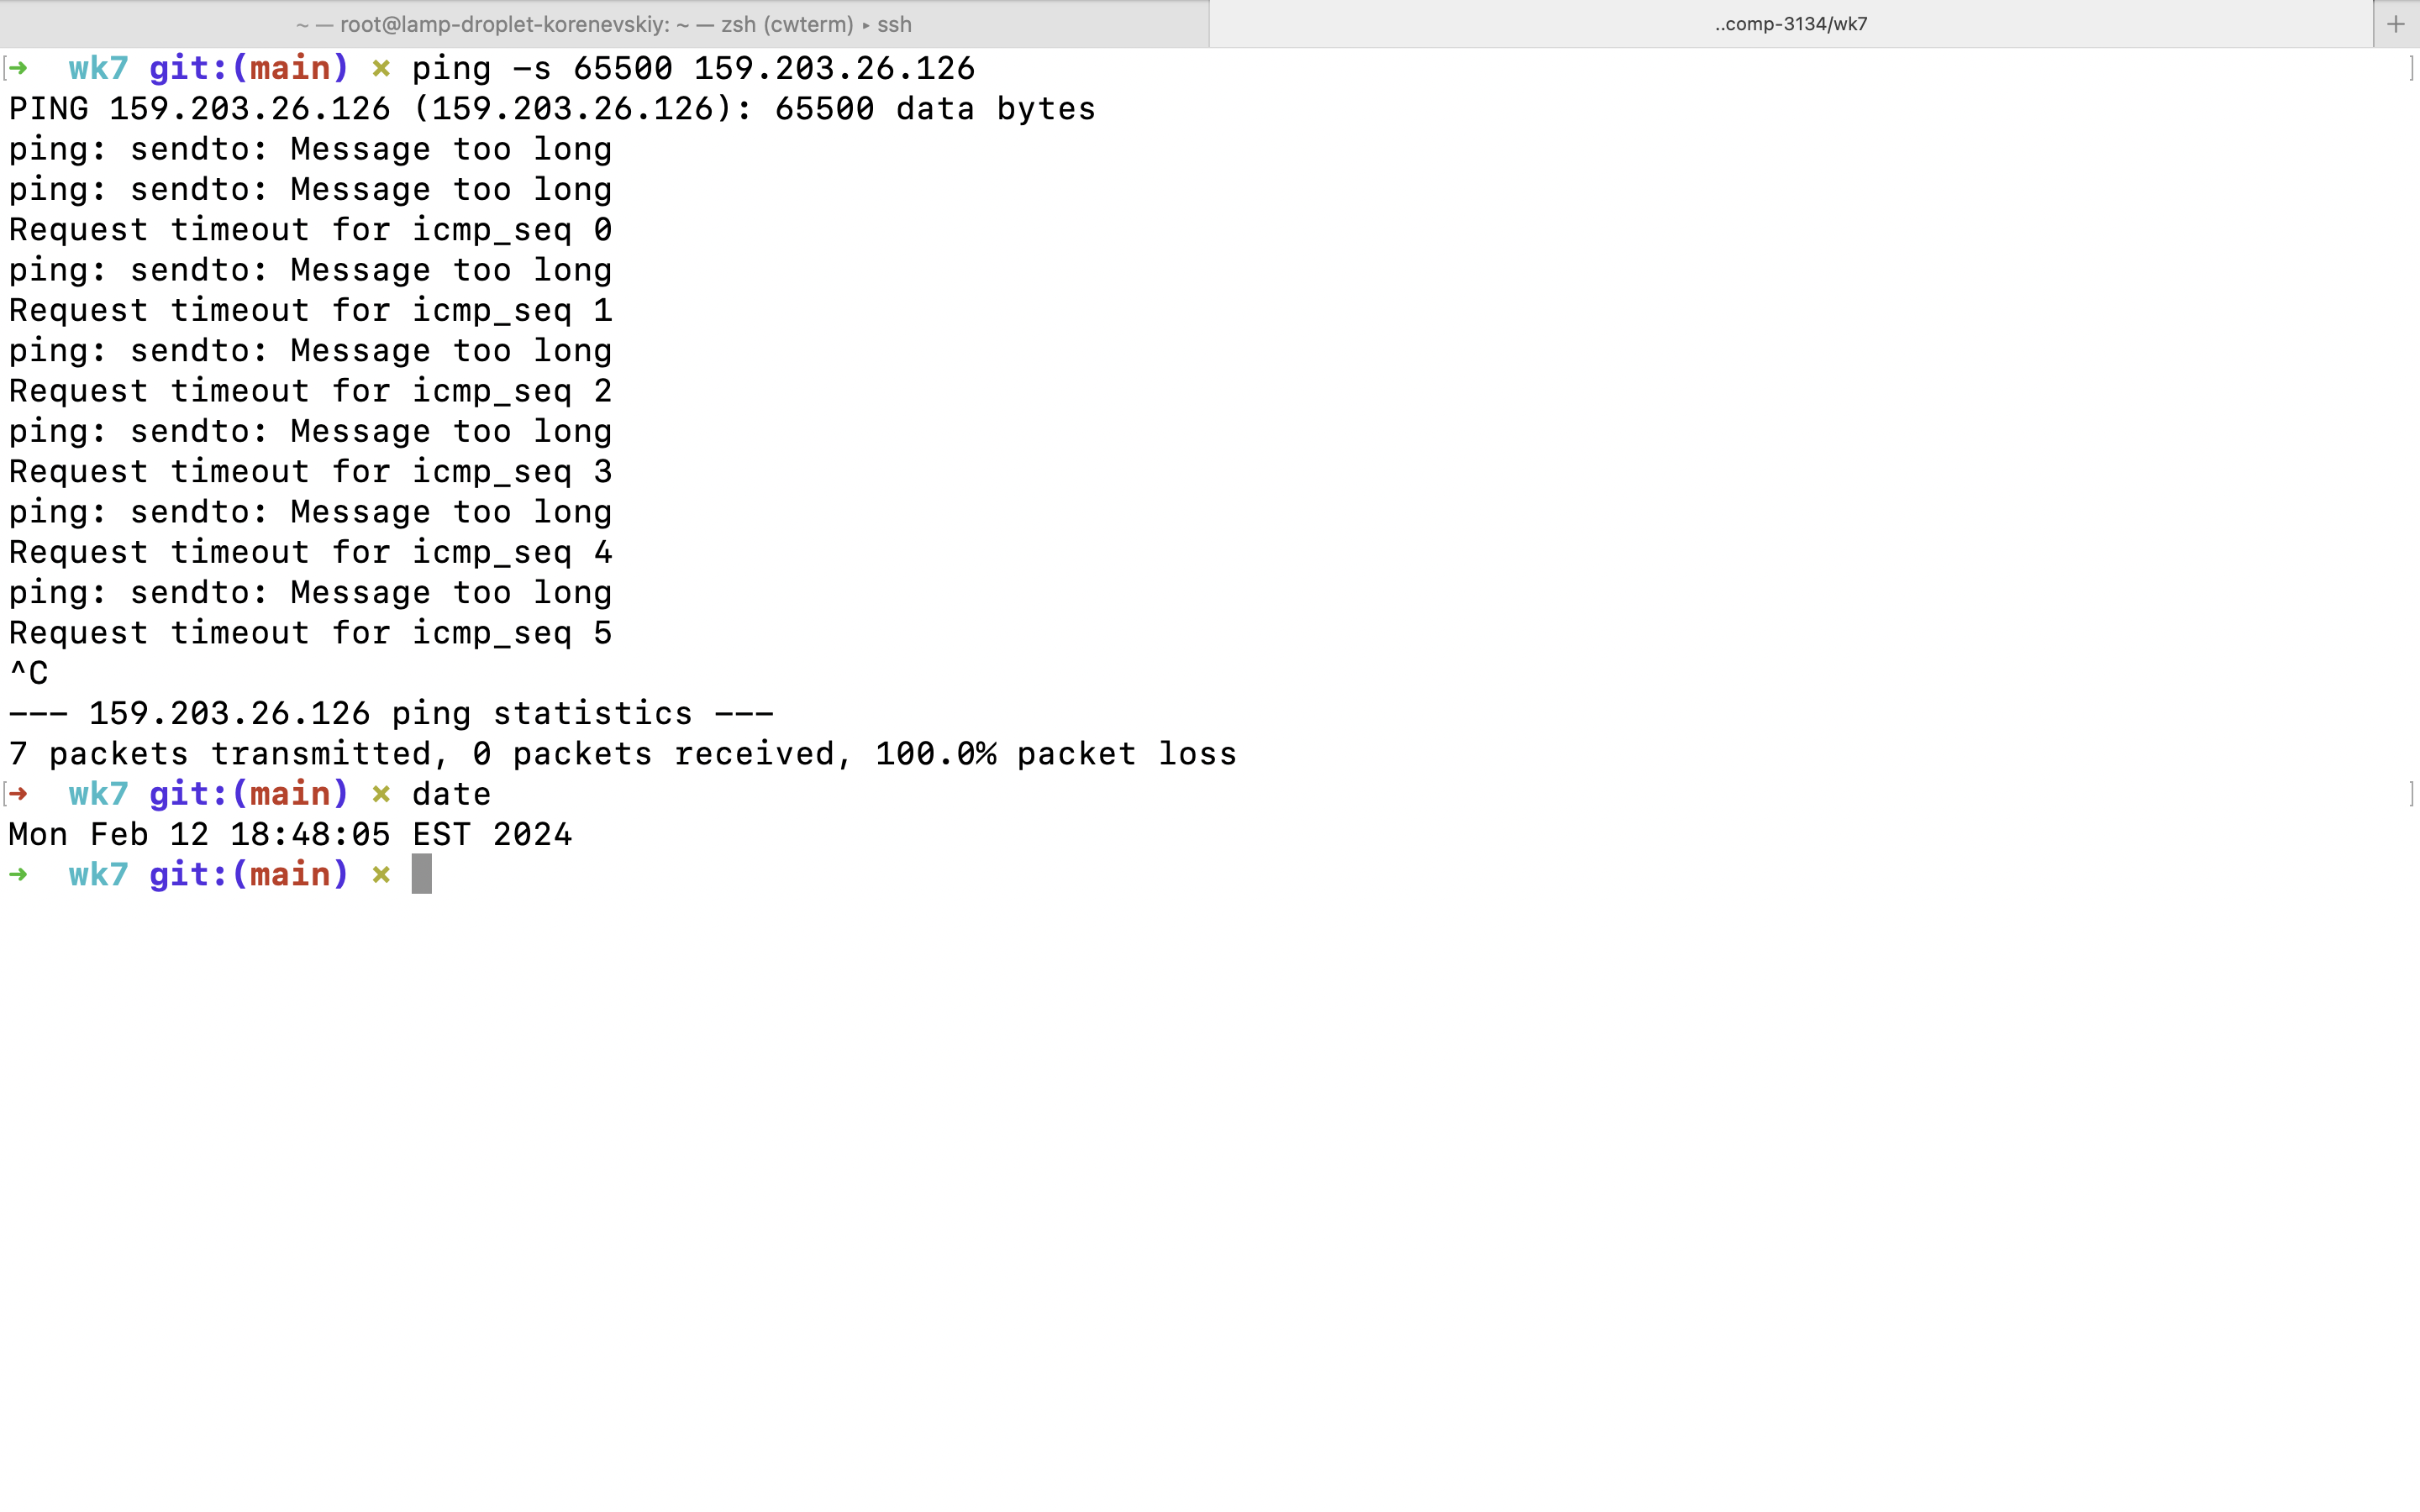 ~ — root@lamp-droplet-korenevskiy: ~ — zsh (cwterm) ▸ ssh
..comp-3134/wk7
+
[➜  wk7 git:(main) ✗ ping -s 65500 159.203.26.126 ]
PING 159.203.26.126 (159.203.26.126): 65500 data bytes
ping: sendto: Message too long
ping: sendto: Message too long
Request timeout for icmp_seq 0
ping: sendto: Message too long
Request timeout for icmp_seq 1
ping: sendto: Message too long
Request timeout for icmp_seq 2
ping: sendto: Message too long
Request timeout for icmp_seq 3
ping: sendto: Message too long
Request timeout for icmp_seq 4
ping: sendto: Message too long
Request timeout for icmp_seq 5
^C
--- 159.203.26.126 ping statistics ---
7 packets transmitted, 0 packets received, 100.0% packet loss
[➜  wk7 git:(main) ✗ date ]
Mon Feb 12 18:48:05 EST 2024
➜  wk7 git:(main) ✗